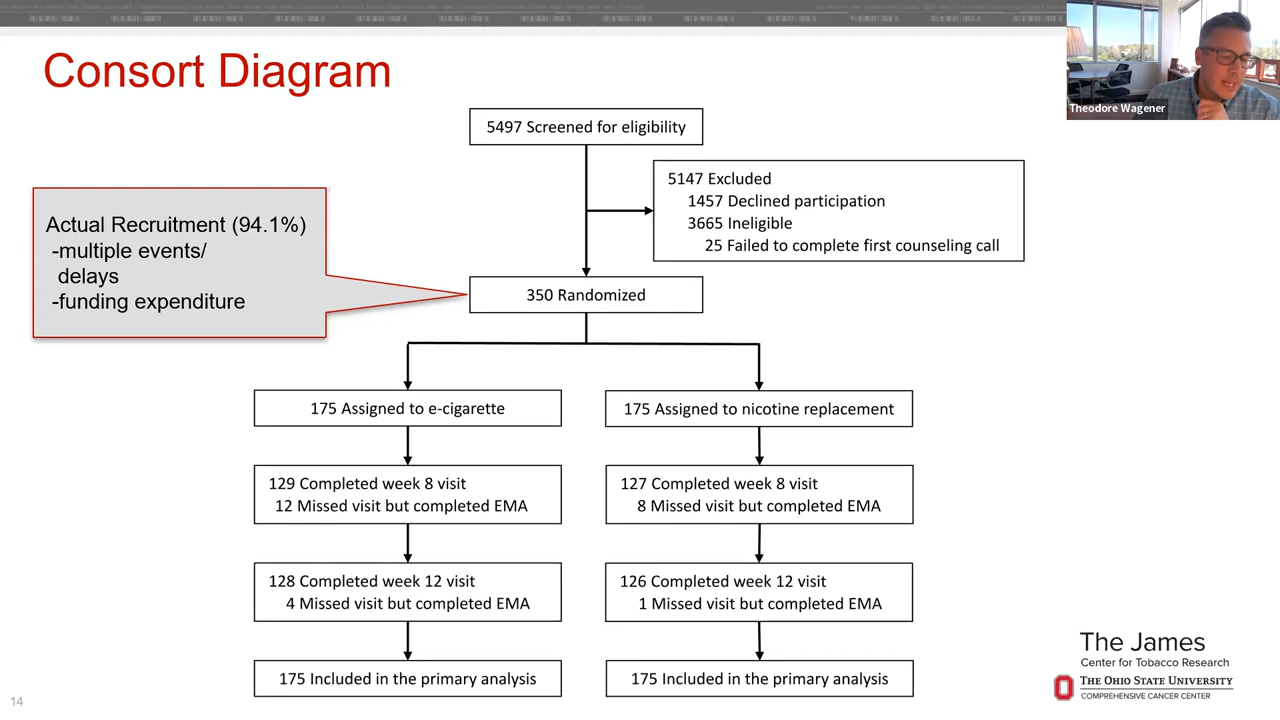 Consort Diagram
Theodore Wagener
5497 Screened for eligibility
5147 Excluded
1457 Declined participation
3665 Ineligible
25 Failed to complete first counseling call
Actual Recruitment (94.1%)
-multiple events/
delays
-funding expenditure
350 Randomized
175 Assigned to e-cigarette
175 Assigned to nicotine replacement
129 Completed week 8 visit
12 Missed visit but completed EMA
127 Completed week 8 visit
8 Missed visit but completed EMA
128 Completed week 12 visit
4 Missed visit but completed EMA
126 Completed week 12 visit
1 Missed visit but completed EMA
175 Included in the primary analysis
175 Included in the primary analysis
The James
Center for Tobacco Research
THE OHIO STATE UNIVERSITY
COMPREHENSIVE CANCER CENTER
14